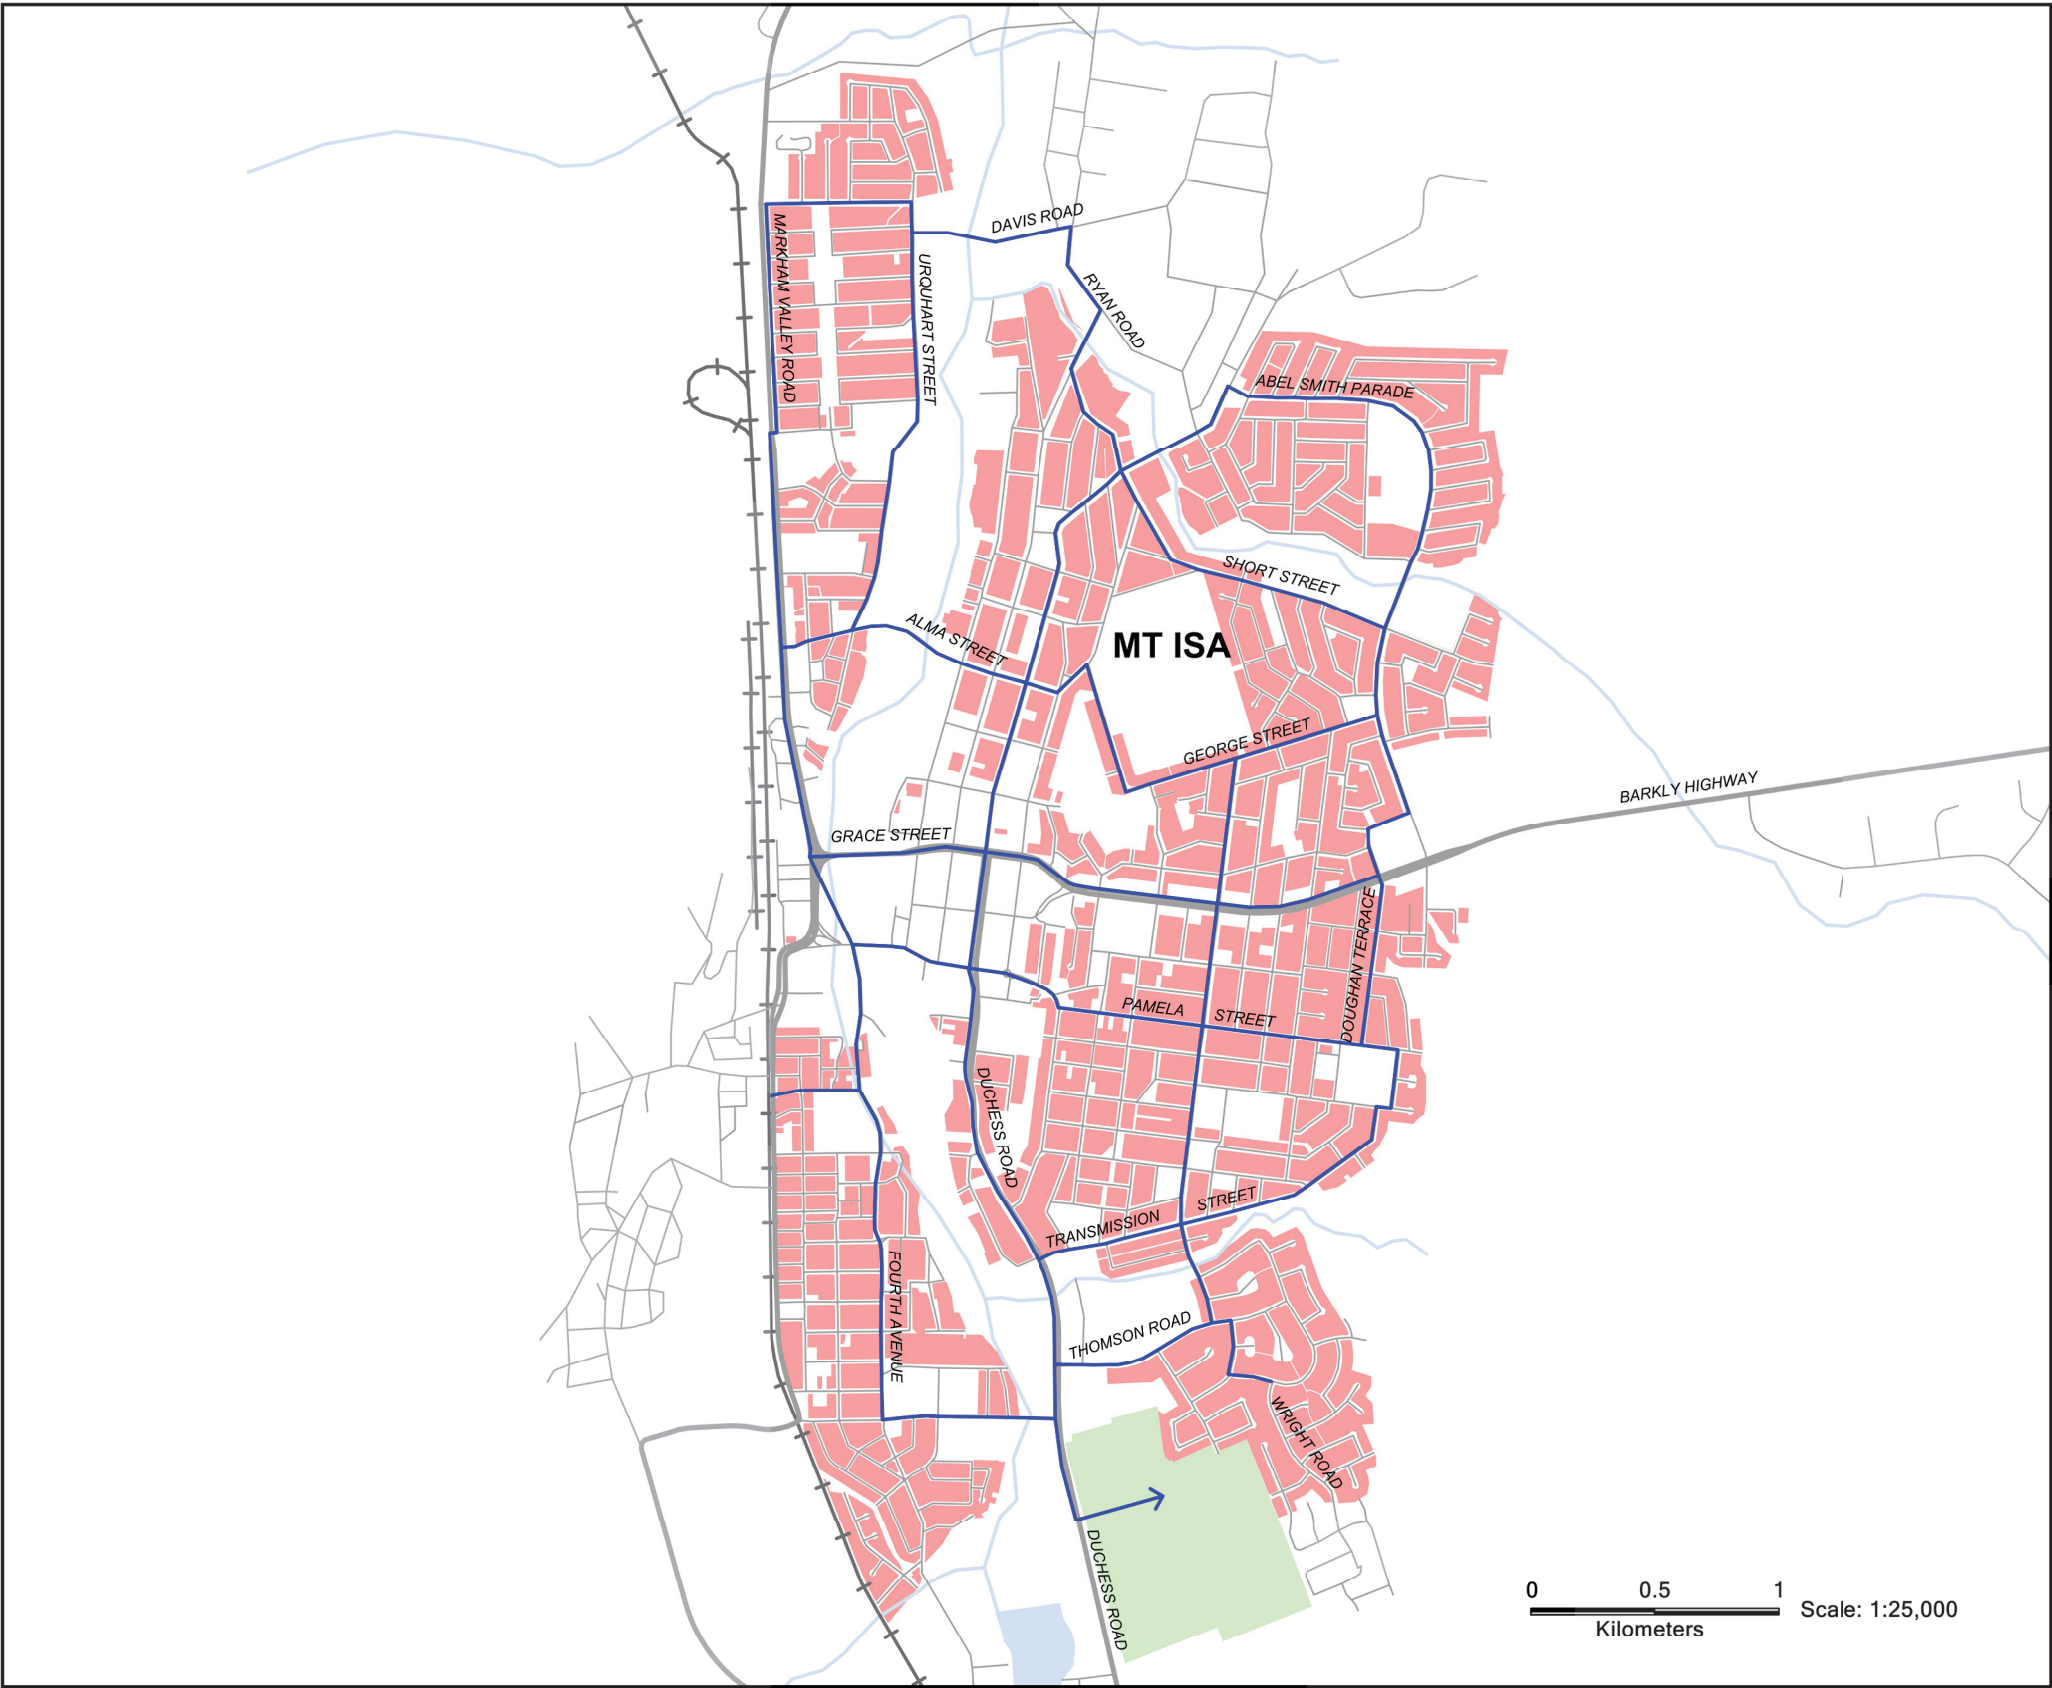 DAVIS ROAD
MARKHAM VALLEY ROAD
URQUHART STREET
RYAN ROAD
ABEL SMITH PARADE
SHORT STREET
ALMA STREET
MT ISA
GEORGE STREET
BARKLY HIGHWAY
GRACE STREET
DOUGHAN TERRACE
PAMELA STREET
DUCHESS ROAD
TRANSMISSION STREET
FOURTH AVENUE
THOMSON ROAD
WRIGHT ROAD
DUCHESS ROAD
0 0.5 1
Scale: 1:25,000
Kilometers